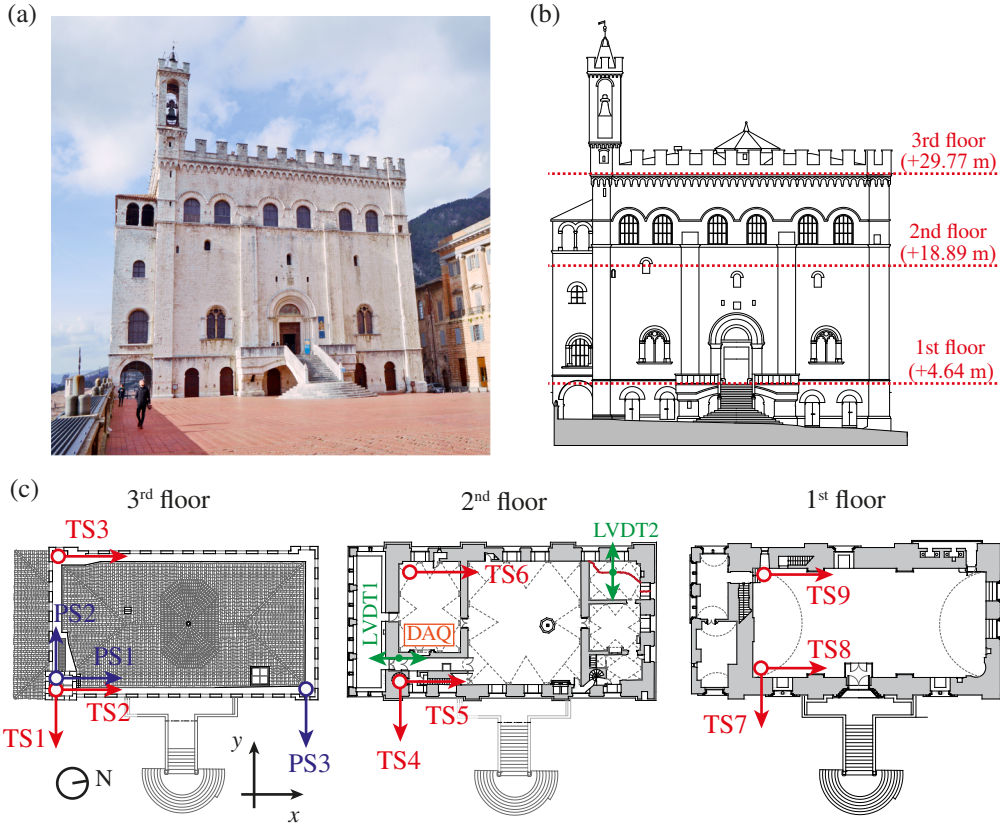 (a)
(b)
3rd floor
(+29.77 m)
2nd floor
(+18.89 m)
1st floor
(+4.64 m)
(c)
3rd floor
2nd floor
1st floor
TS3
PS2
PS1
TS2
TS1
PS3
N
y
x
LVDT2
TS6
LVDT1
DAQ
TS5
TS4
TS9
TS8
TS7